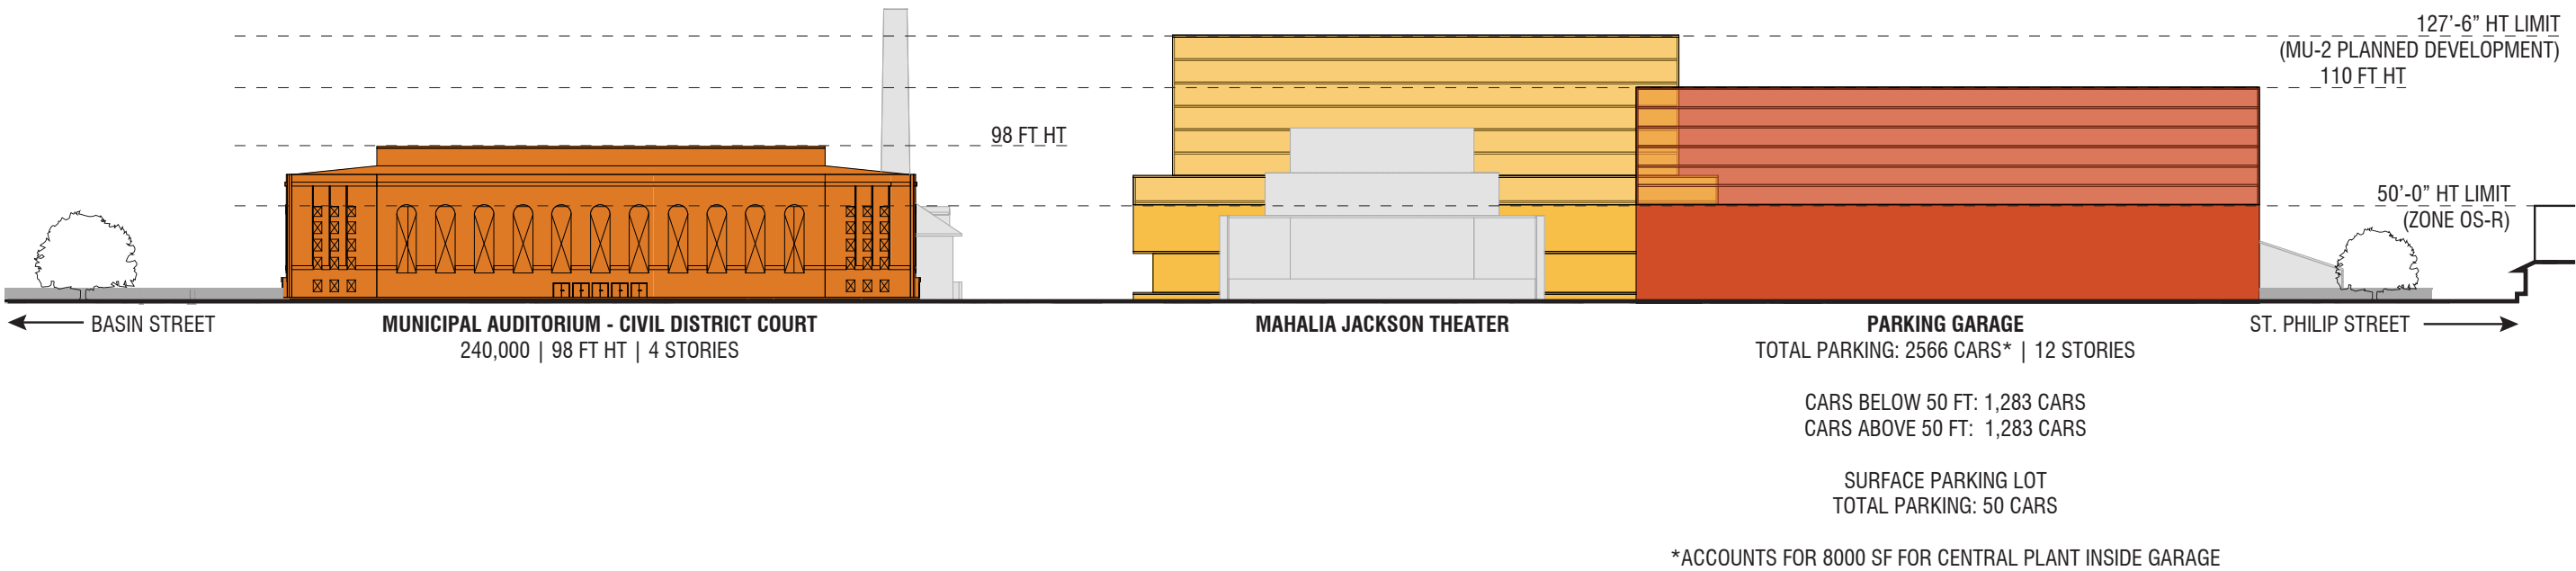 127’-6” HT LIMIT
(MU-2 PLANNED DEVELOPMENT)
110 FT HT
98 FT HT
50’-0” HT LIMIT
(ZONE OS-R)
BASIN STREET
MUNICIPAL AUDITORIUM - CIVIL DISTRICT COURT
240,000 | 98 FT HT | 4 STORIES
MAHALIA JACKSON THEATER
PARKING GARAGE
TOTAL PARKING: 2566 CARS* | 12 STORIES
CARS BELOW 50 FT: 1,283 CARS
CARS ABOVE 50 FT: 1,283 CARS
SURFACE PARKING LOT
TOTAL PARKING: 50 CARS
*ACCOUNTS FOR 8000 SF FOR CENTRAL PLANT INSIDE GARAGE
ST. PHILIP STREET